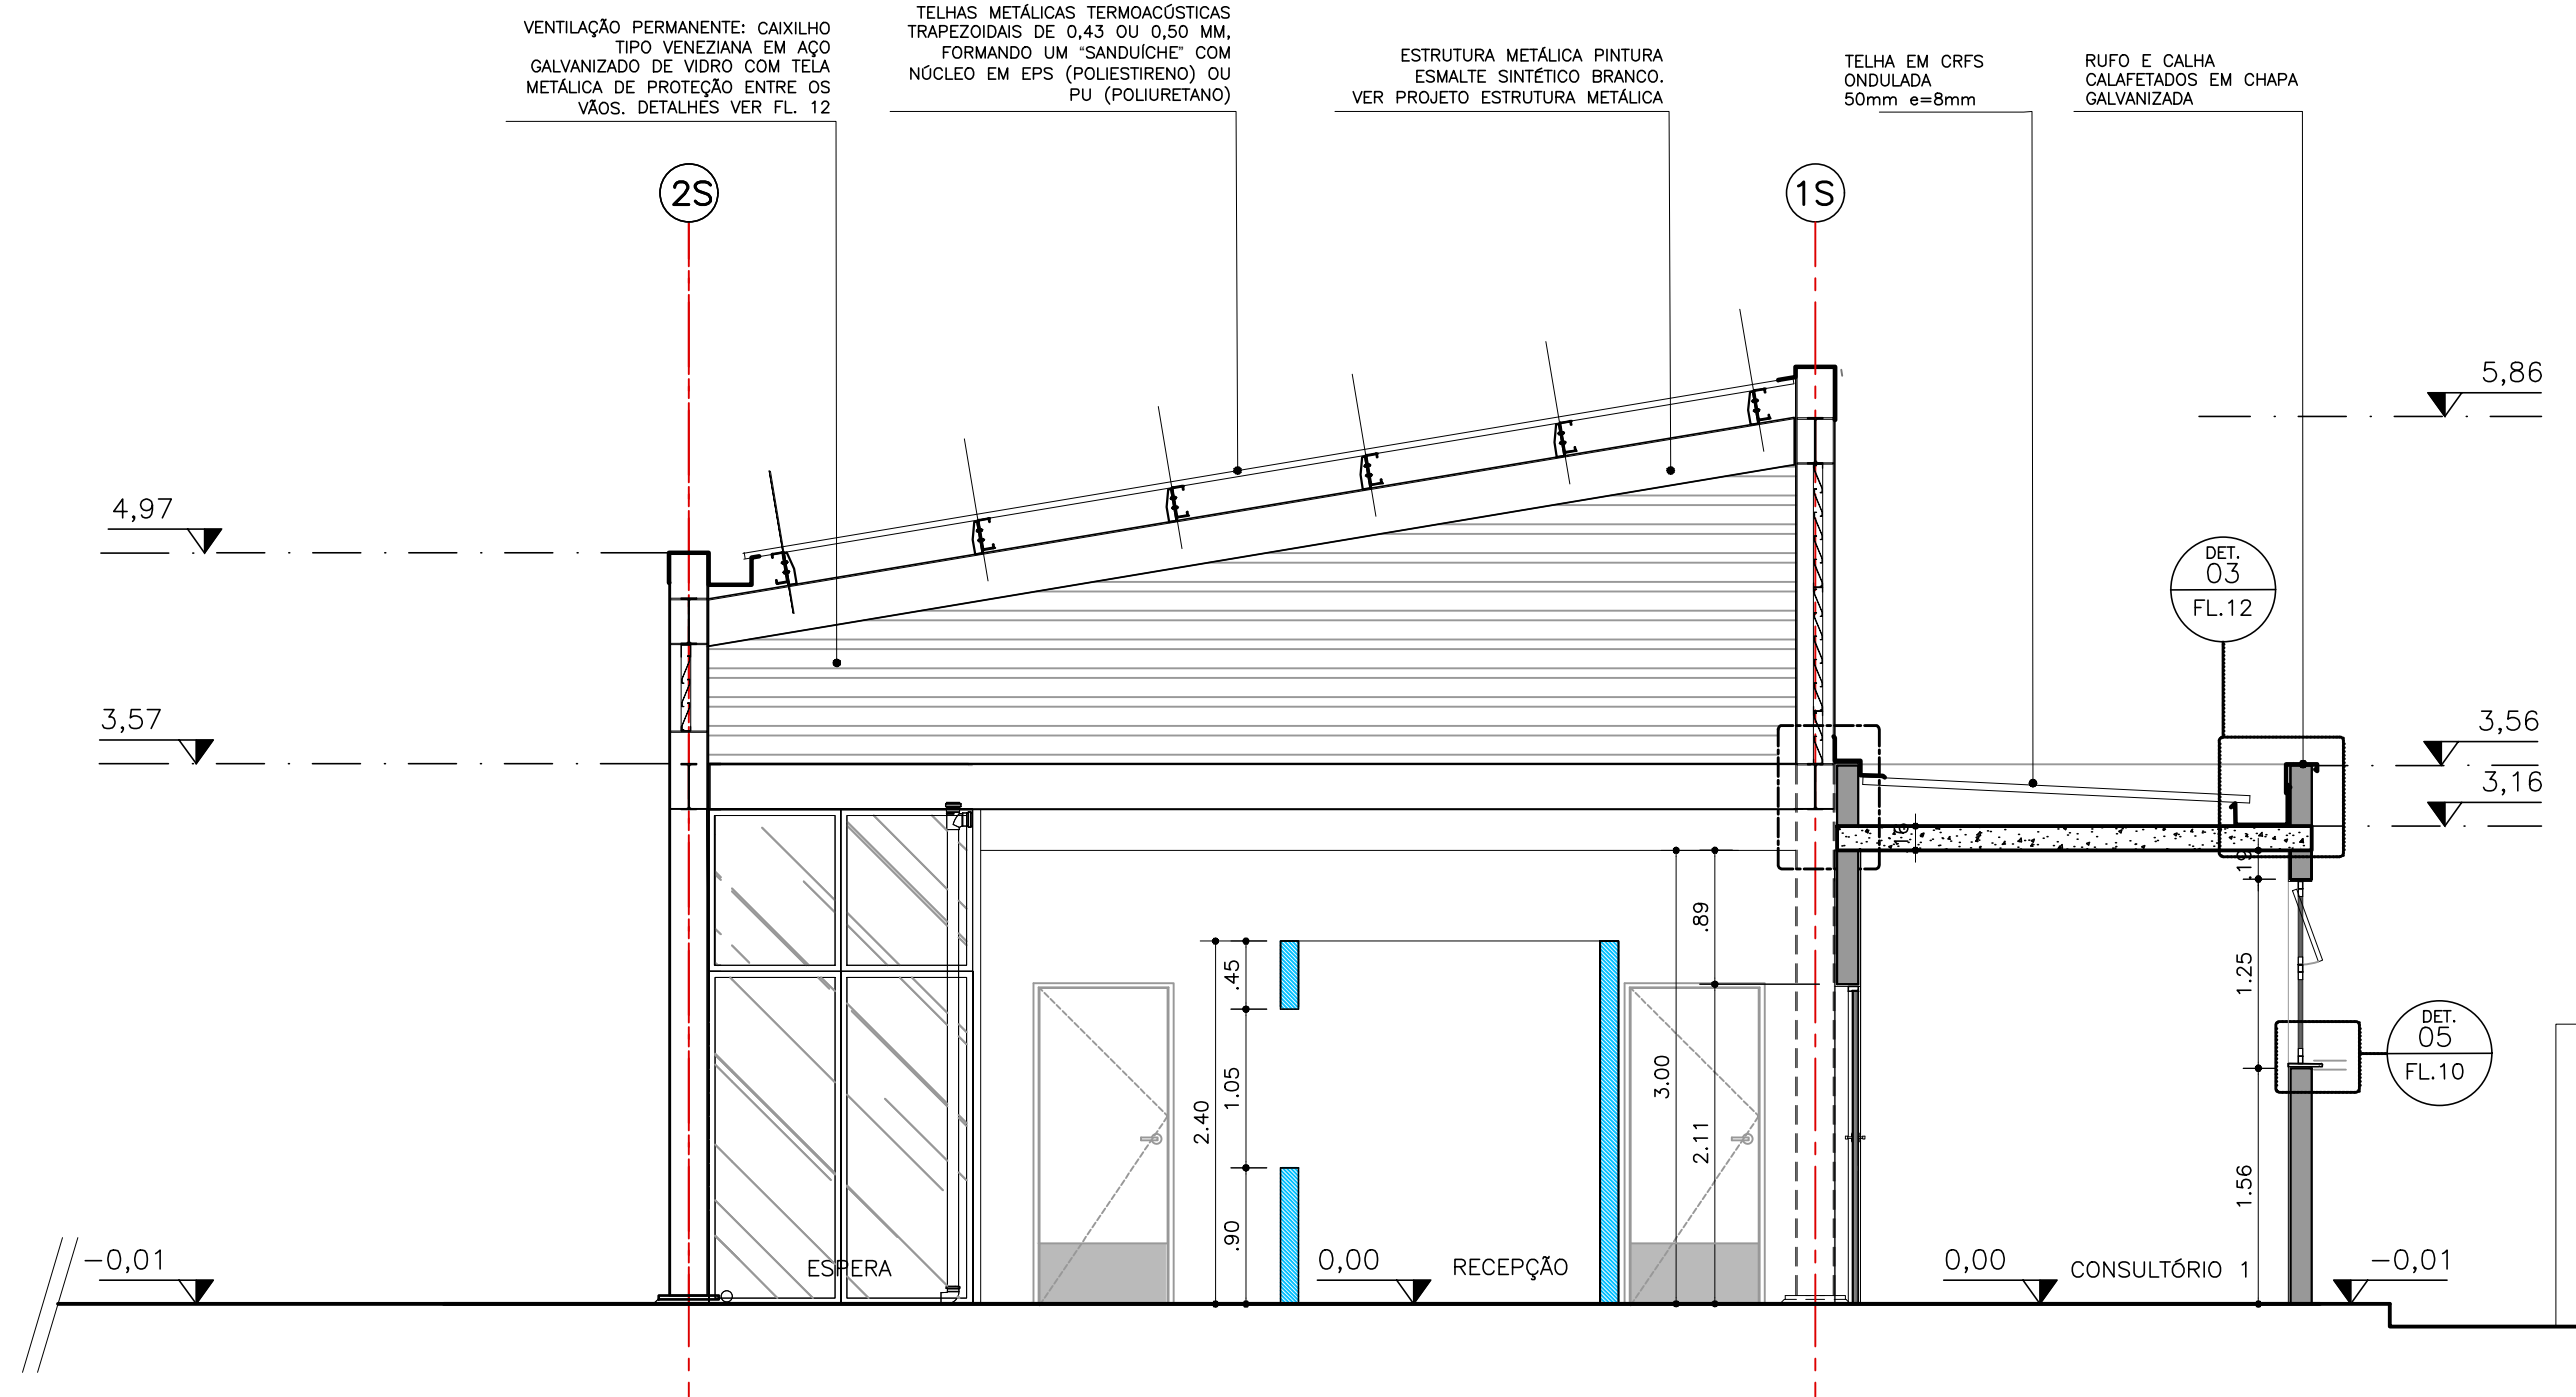 VENTILAÇÃO PERMANENTE: CAIXILHO
TIPO VENEZIANA EM AÇO
GALVANIZADO DE VIDRO COM TELA
METÁLICA DE PROTEÇÃO ENTRE OS
VÃOS. DETALHES VER FL. 12
TELHAS METÁLICAS TERMOACÚSTICAS
TRAPEZOIDAIS DE 0,43 OU 0,50 MM,
FORMANDO UM "SANDUÍCHE" COM
NÚCLEO EM EPS (POLIESTIRENO) OU
PU (POLIURETANO)
ESTRUTURA METÁLICA PINTURA
ESMALTE SINTÉTICO BRANCO.
VER PROJETO ESTRUTURA METÁLICA
TELHA EM CRFS
ONDULADA
50mm e=8mm
RUFO E CALHA
CALAFETADOS EM CHAPA
GALVANIZADA
2S
1S
5,86
4,97
DET.
03
FL.12
3,57
3,56
3,16
16
.19
.89
.45
1.25
DET.
05
FL.10
3.00
1.05
2.40
2.11
1.56
.90
-0,01
ESPERA
0,00
RECEPÇÃO
0,00
CONSULTÓRIO 1
-0,01